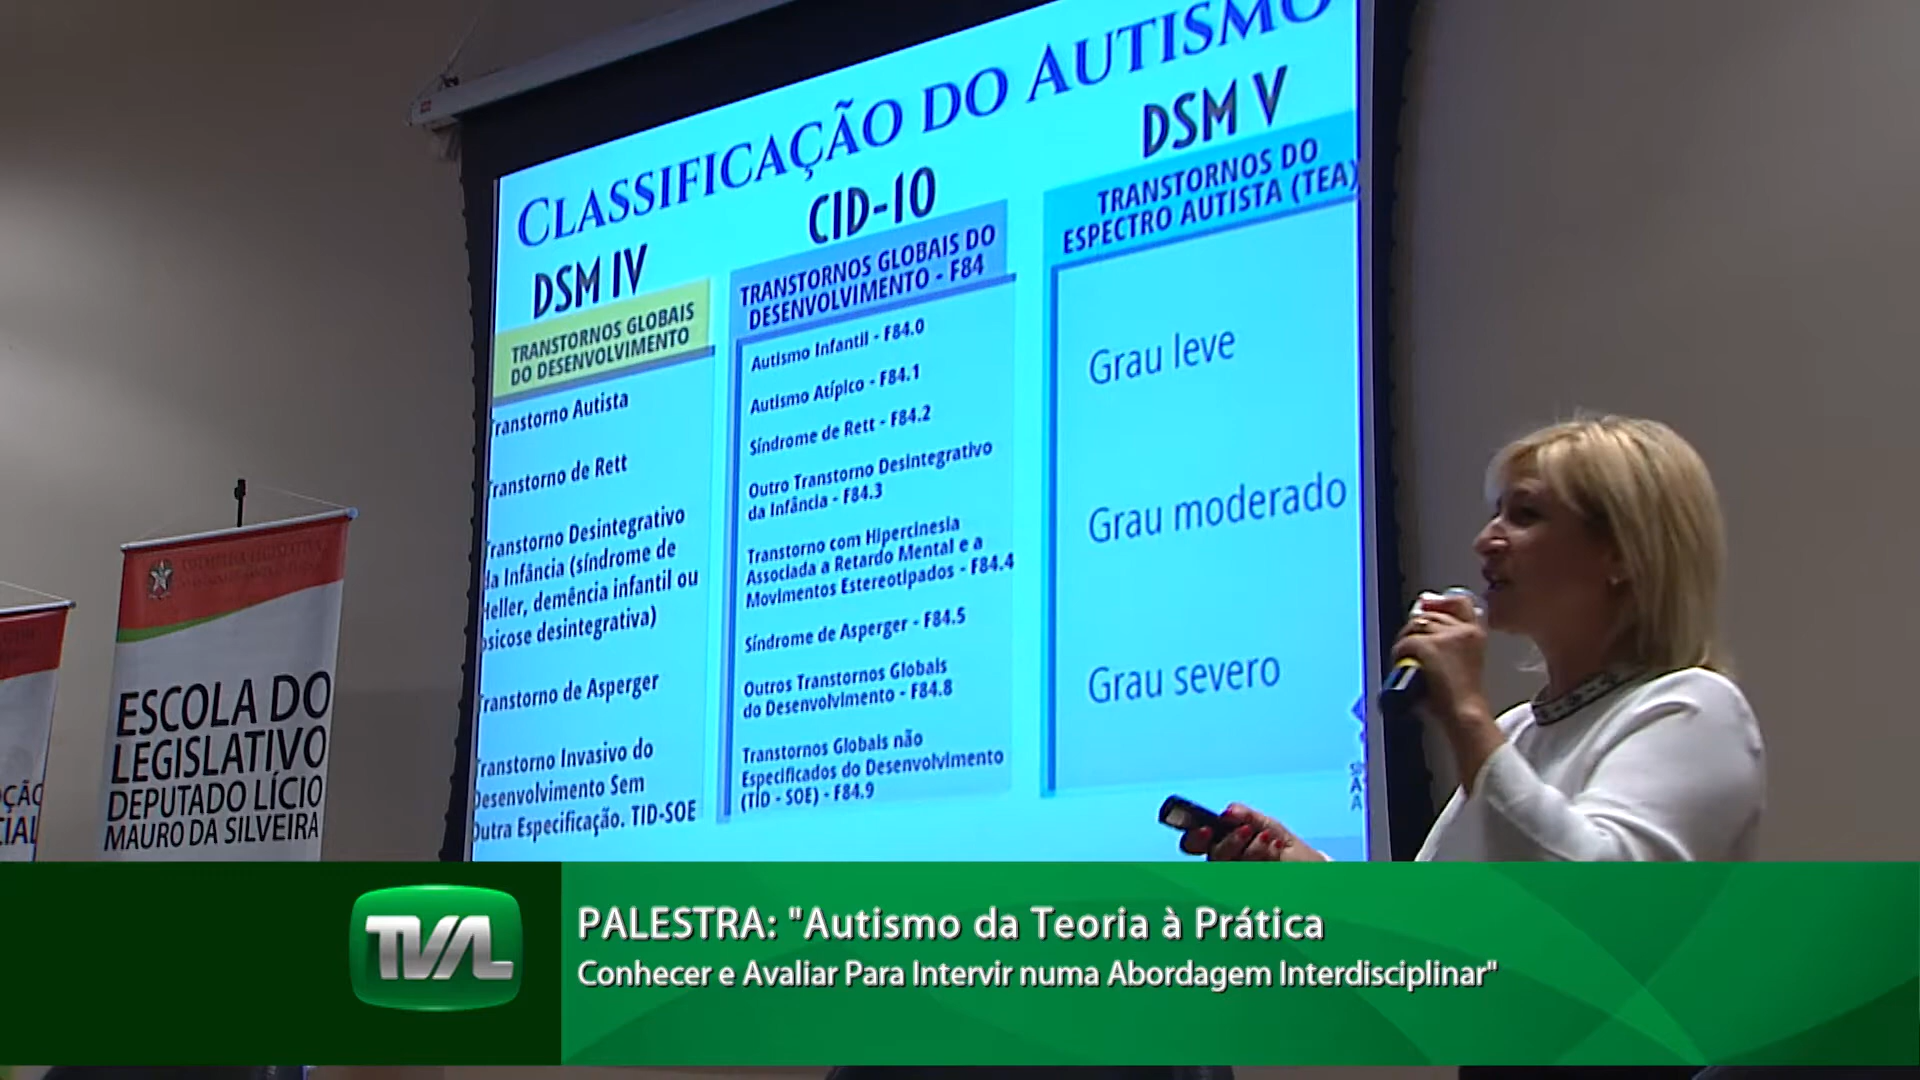 CLASSIFICAÇÃO DO AUTISMO
DSM IV
TRANSTORNOS GLOBAIS
DO DESENVOLVIMENTO
Transtorno Autista
Transtorno de Rett
Transtorno Desintegrativo
da Infância (síndrome de
Heller, demência infantil ou
psicose desintegrativa)
Transtorno de Asperger
Transtorno Invasivo do
Desenvolvimento Sem
Outra Especificação. TID-SOE
CID-10
TRANSTORNOS GLOBAIS DO
DESENVOLVIMENTO - F84
Autismo Infantil - F84.0
Autismo Atípico - F84.1
Síndrome de Rett - F84.2
Outro Transtorno Desintegrativo
da Infância - F84.3
Transtorno com Hipercinesia
Associada a Retardo Mental e a
Movimentos Estereotipados - F84.4
Síndrome de Asperger - F84.5
Outros Transtornos Globais
do Desenvolvimento - F84.8
Transtornos Globais não
Especificados do Desenvolvimento
(TID - SOE) - F84.9
DSM V
TRANSTORNOS DO
ESPECTRO AUTISTA (TEA)
Grau leve
Grau moderado
Grau severo
ESCOLA DO
LEGISLATIVO
DEPUTADO LÍCIO
MAURO DA SILVEIRA
TVAL
PALESTRA: "Autismo da Teoria à Prática
Conhecer e Avaliar Para Intervir numa Abordagem Interdisciplinar"